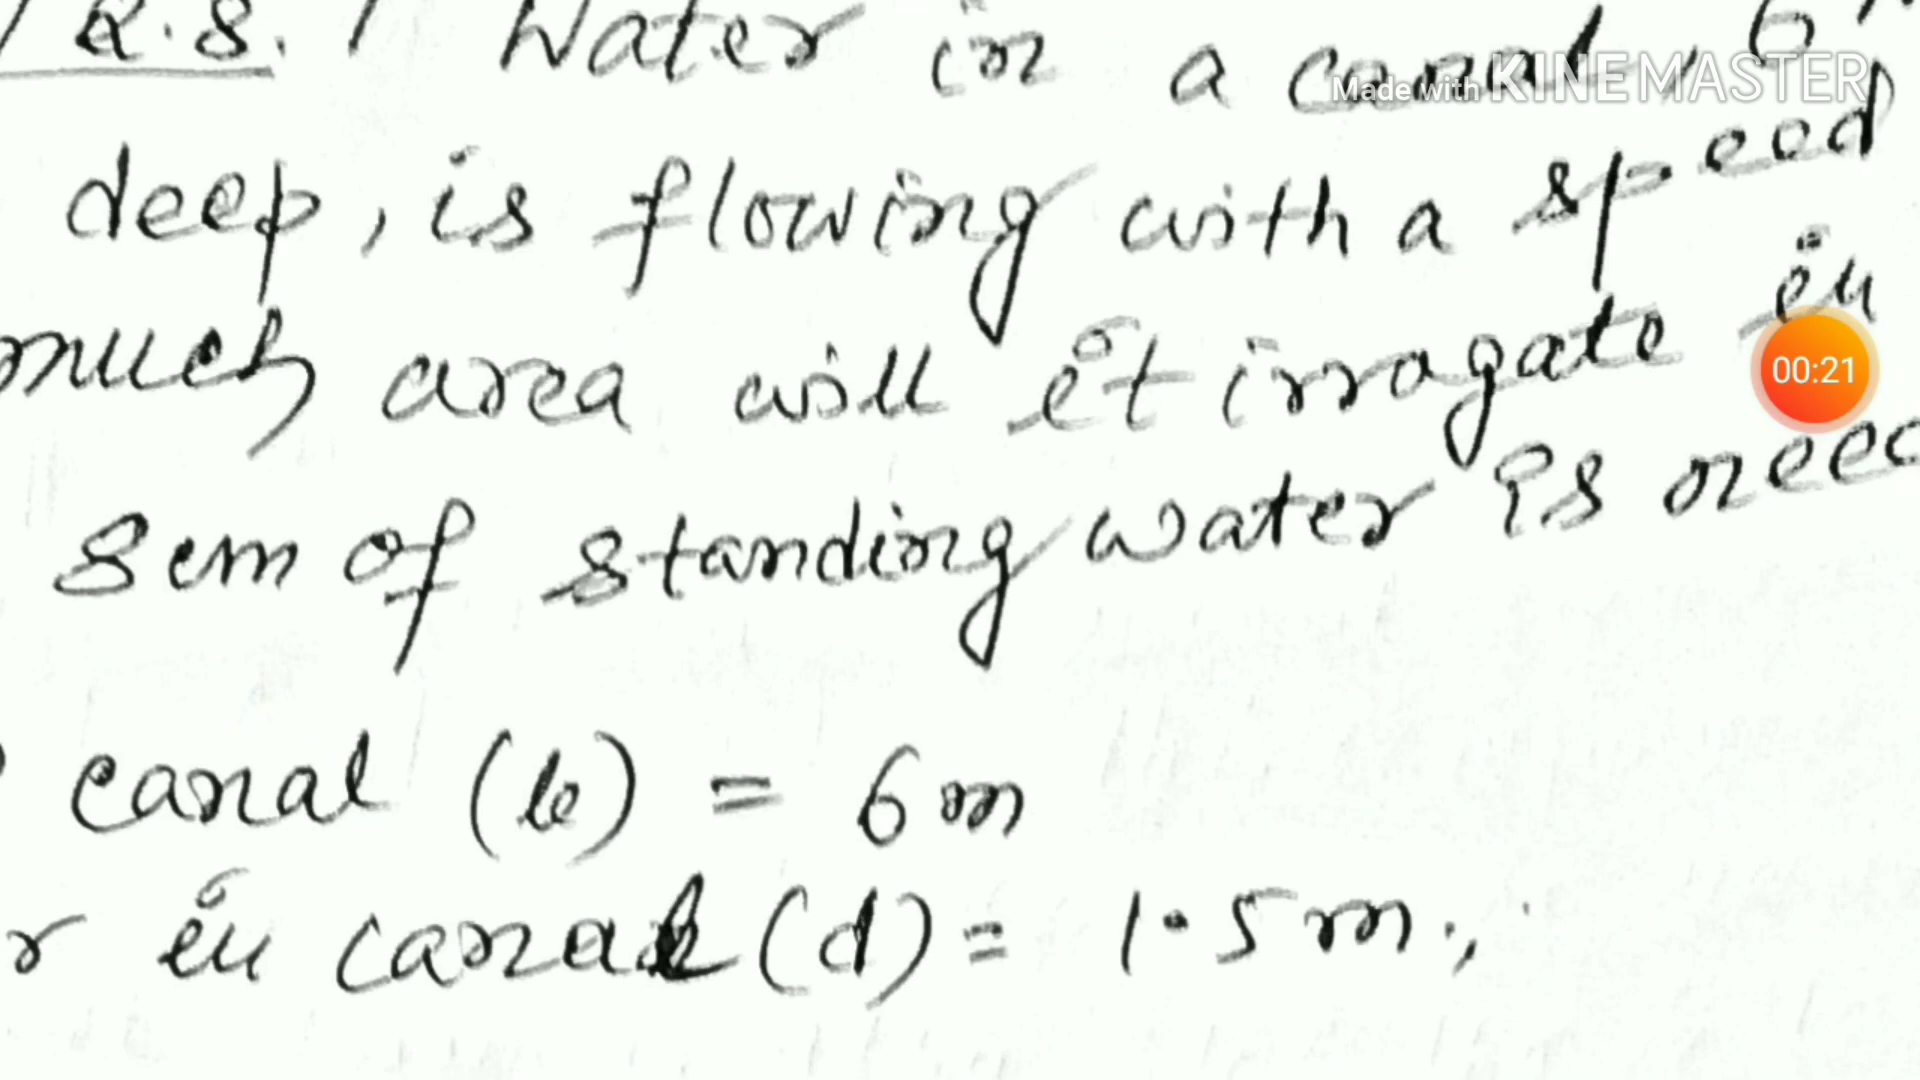 Q.8. Water in a canal, 6
deep, is flowing with a speed
much area will it irragate in
8cm of standing water is need
canal (b) = 6m
r in canal (d) = 1.5m.,
Made with KINEMASTER
00:21